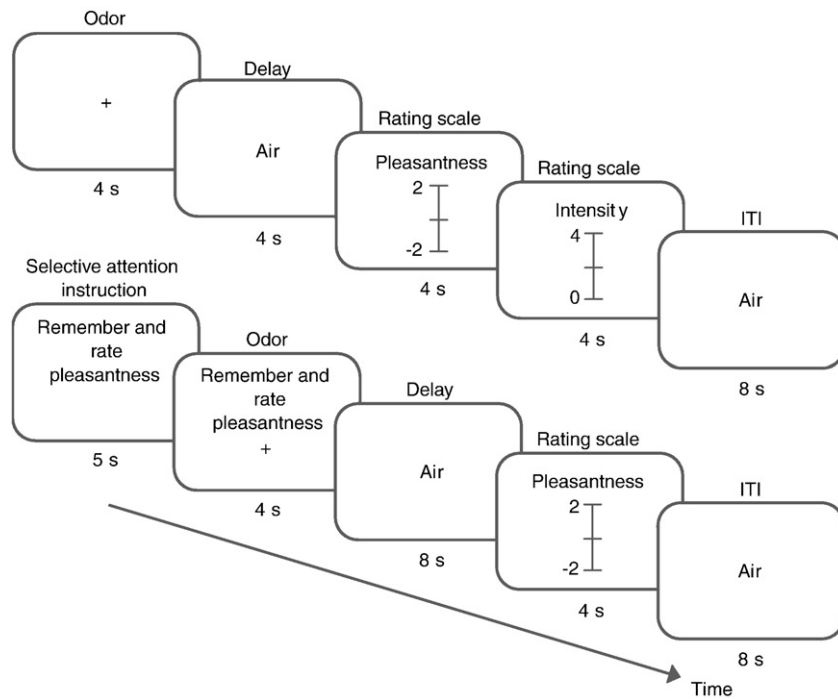 Odor
+
4 s
Delay
Air
4 s
Rating scale
Pleasantness
2
-2
4 s
Rating scale
Intensity
4
0
4 s
ITI
Air
8 s
Selective attention
instruction
Remember and
rate
pleasantness
5 s
Odor
Remember and
rate
pleasantness
+
4 s
Delay
Air
8 s
Rating scale
Pleasantness
2
-2
4 s
ITI
Air
8 s
Time